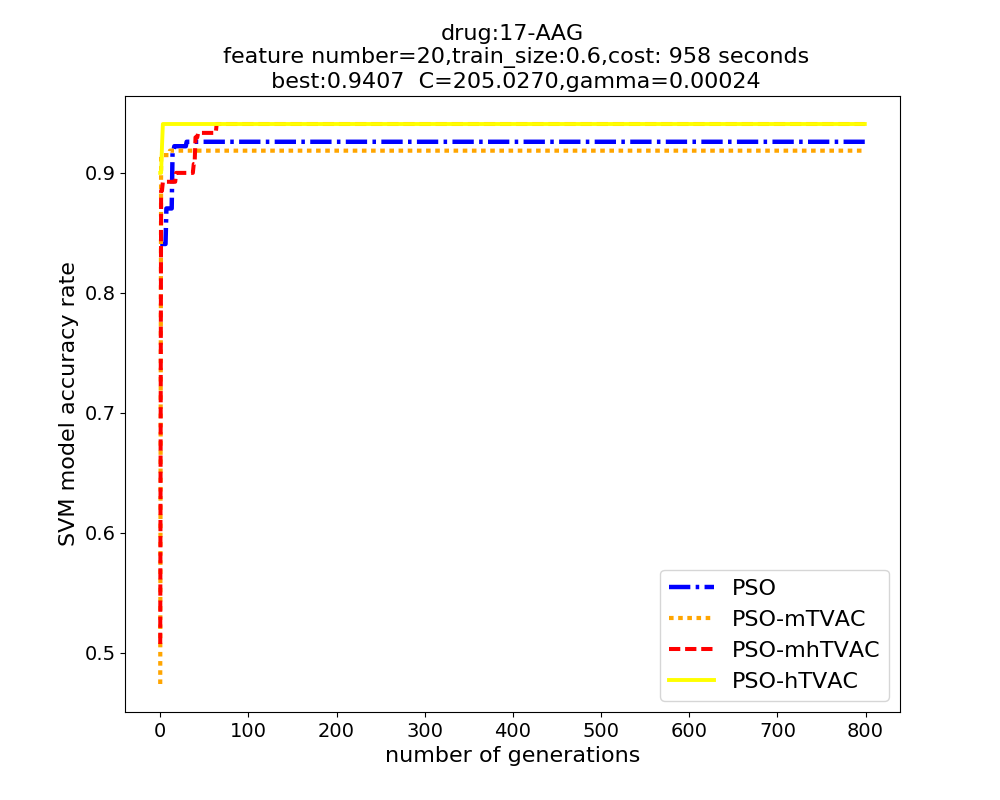 drug:17-AAG
feature number=20,train_size:0.6,cost: 958 seconds
best:0.9407  C=205.0270,gamma=0.00024
SVM model accuracy rate
0.9
0.8
0.7
0.6
0.5
PSO
PSO-mTVAC
PSO-mhTVAC
PSO-hTVAC
0 100 200 300 400 500 600 700 800
number of generations